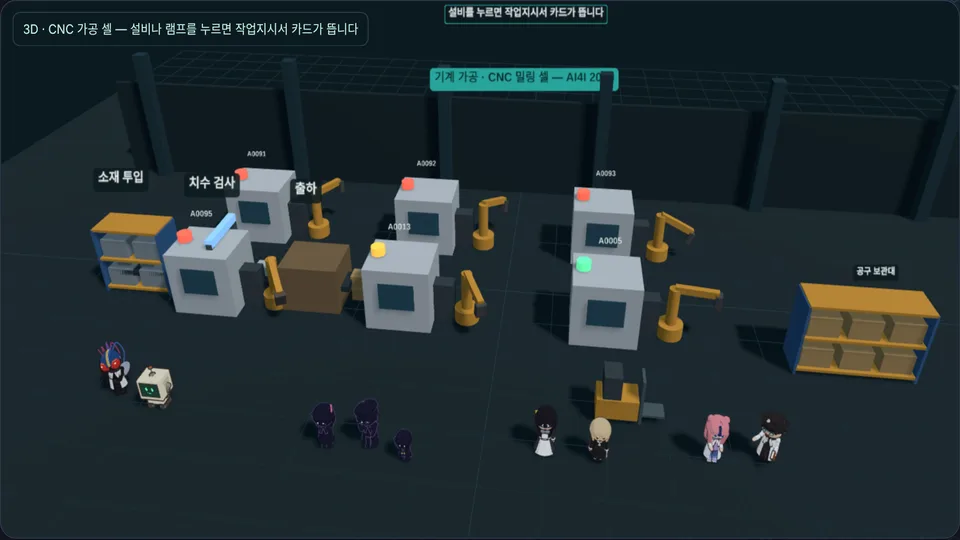 설비를 누르면 작업지시서 카드가 뜹니다
3D · CNC 가공 셀 — 설비나 램프를 누르면 작업지시서 카드가 뜹니다
기계 가공 · CNC 밀링 셀 — AI4I 20
A0091
A0092
A0093
소재 투입
치수 검사
출하
A0095
A0013
A0005
공구 보관대